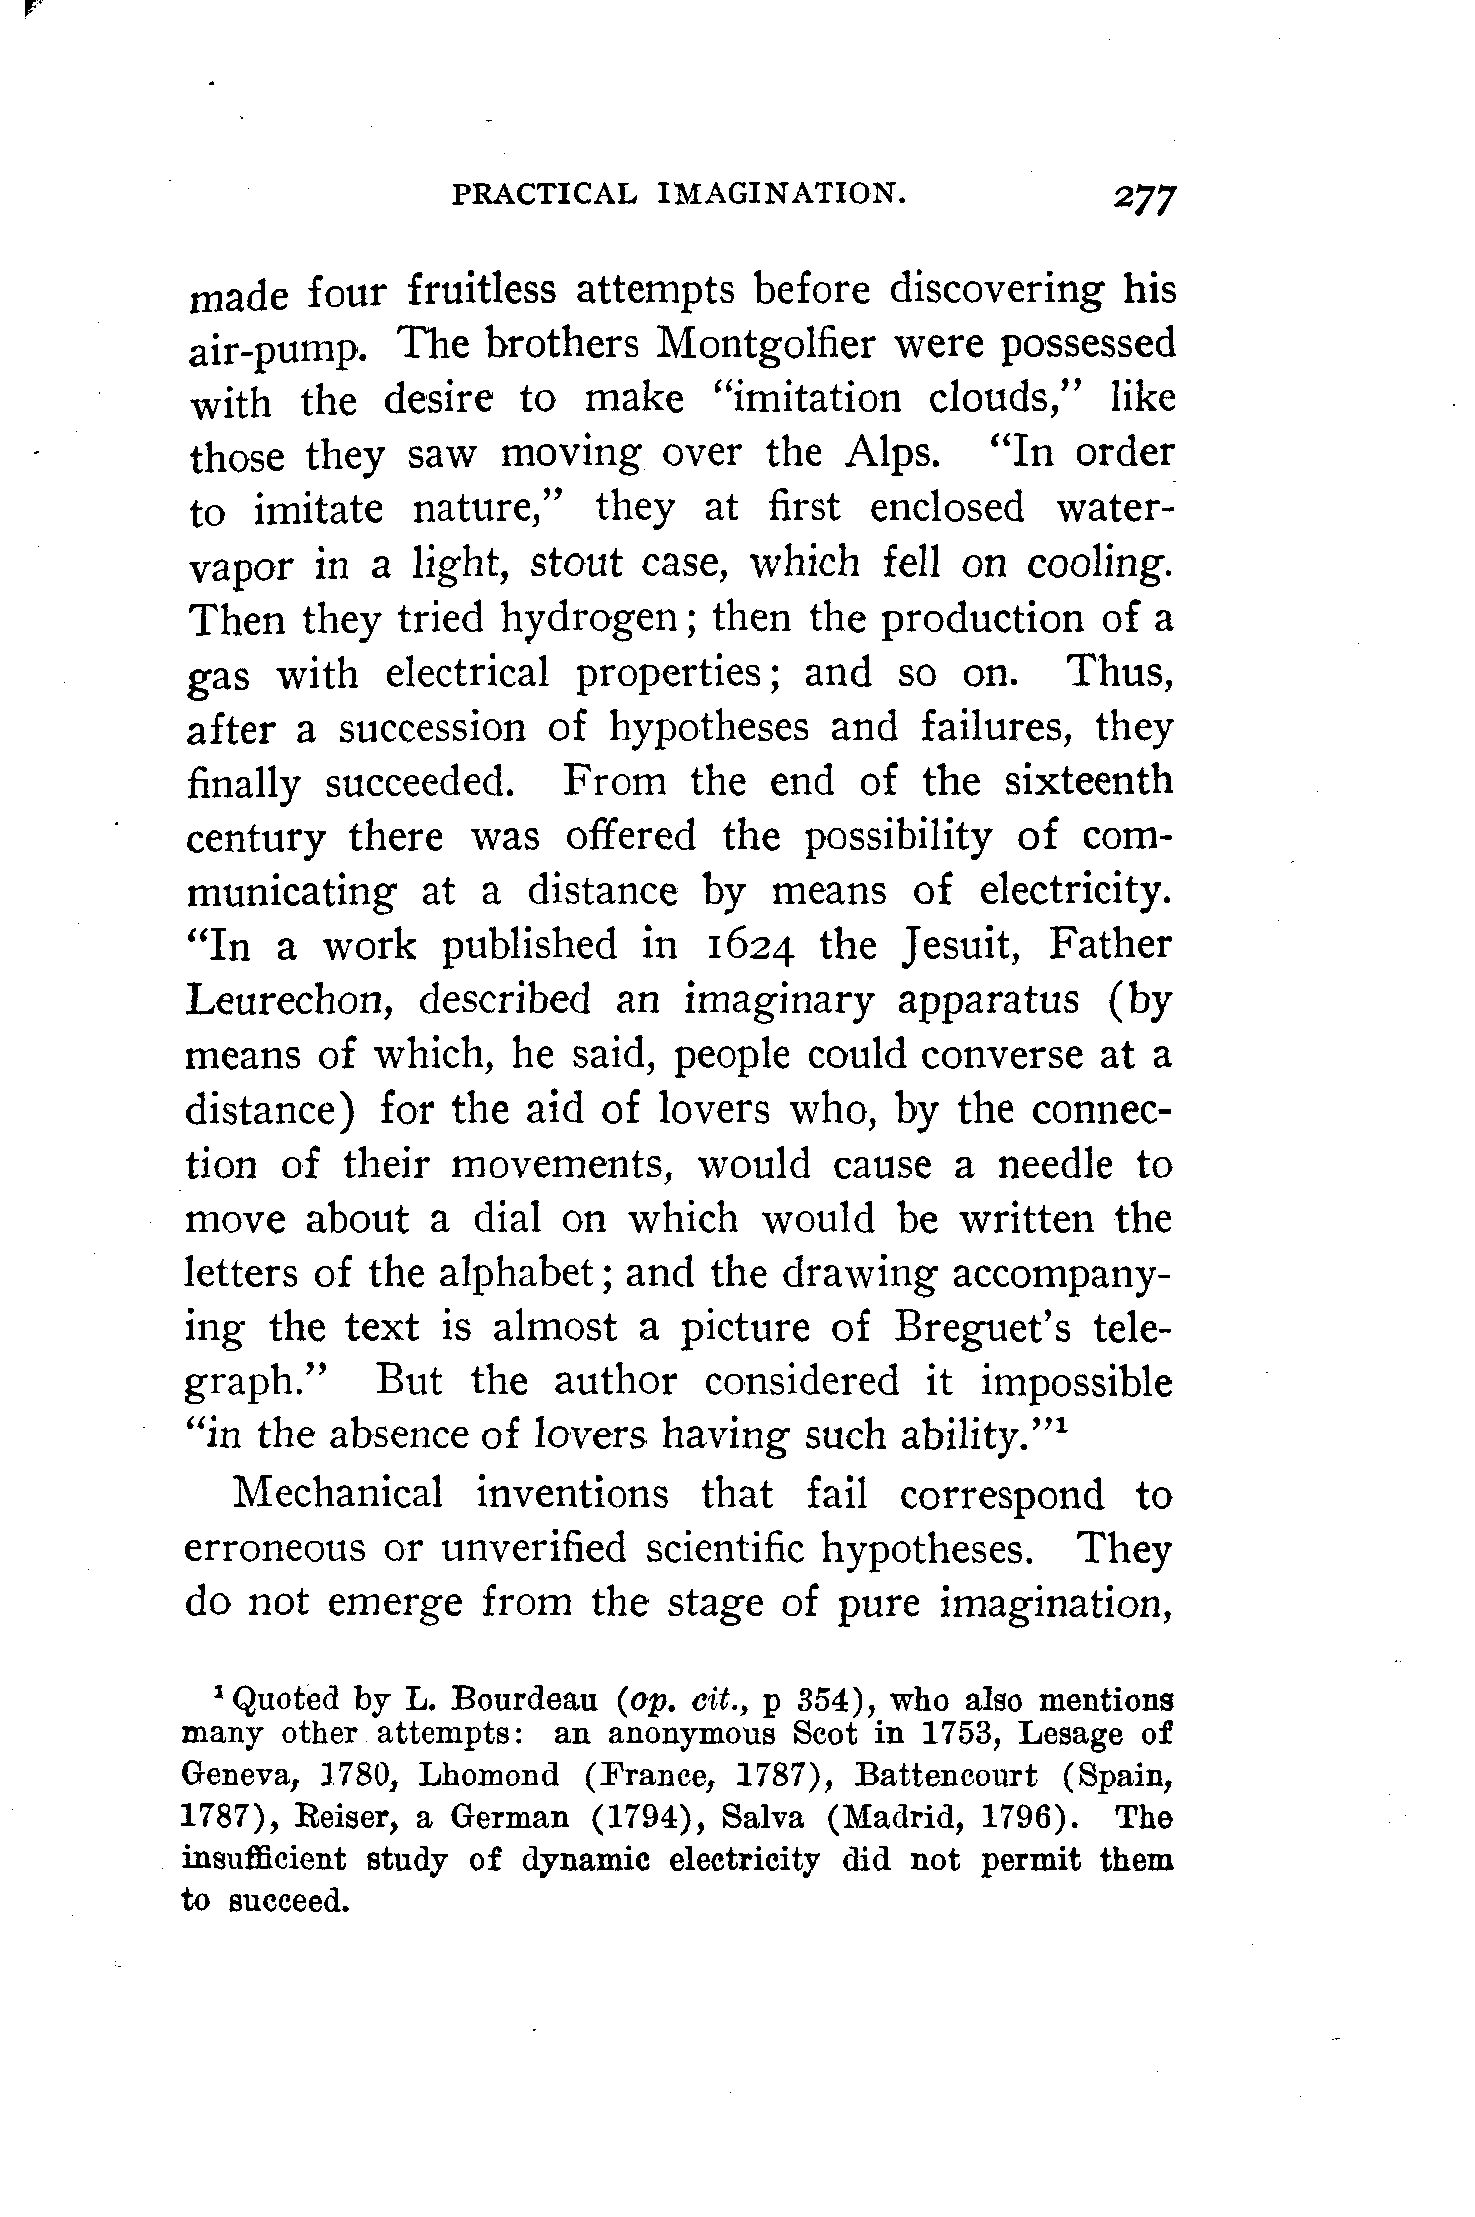 PRACTICAL IMAGINATION. 277
made four fruitless attempts before discovering his
air-pump. The brothers Montgolfier were possessed
with the desire to make “imitation clouds,” like
those they saw moving over the Alps. “In order
to imitate nature,” they at first enclosed water-
vapor in a light, stout case, which fell on cooling.
Then they tried hydrogen; then the production of a
gas with electrical properties; and so on. Thus,
after a succession of hypotheses and failures, they
finally succeeded. From the end of the sixteenth
century there was offered the possibility of com-
municating at a distance by means of electricity.
“In a work published in 1624 the Jesuit, Father
Leurechon, described an imaginary apparatus (by
means of which, he said, people could converse at a
distance) for the aid of lovers who, by the connec-
tion of their movements, would cause a needle to
move about a dial on which would be written the
letters of the alphabet; and the drawing accompany-
ing the text is almost a picture of Breguet’s tele-
graph.” But the author considered it impossible
“in the absence of lovers having such ability.”¹
Mechanical inventions that fail correspond to
erroneous or unverified scientific hypotheses. They
do not emerge from the stage of pure imagination,
¹ Quoted by L. Bourdeau (op. cit., p 354), who also mentions
many other attempts: an anonymous Scot in 1753, Lesage of
Geneva, 1780, Lhomond (France, 1787), Battencourt (Spain,
1787), Reiser, a German (1794), Salva (Madrid, 1796). The
insufficient study of dynamic electricity did not permit them
to succeed.